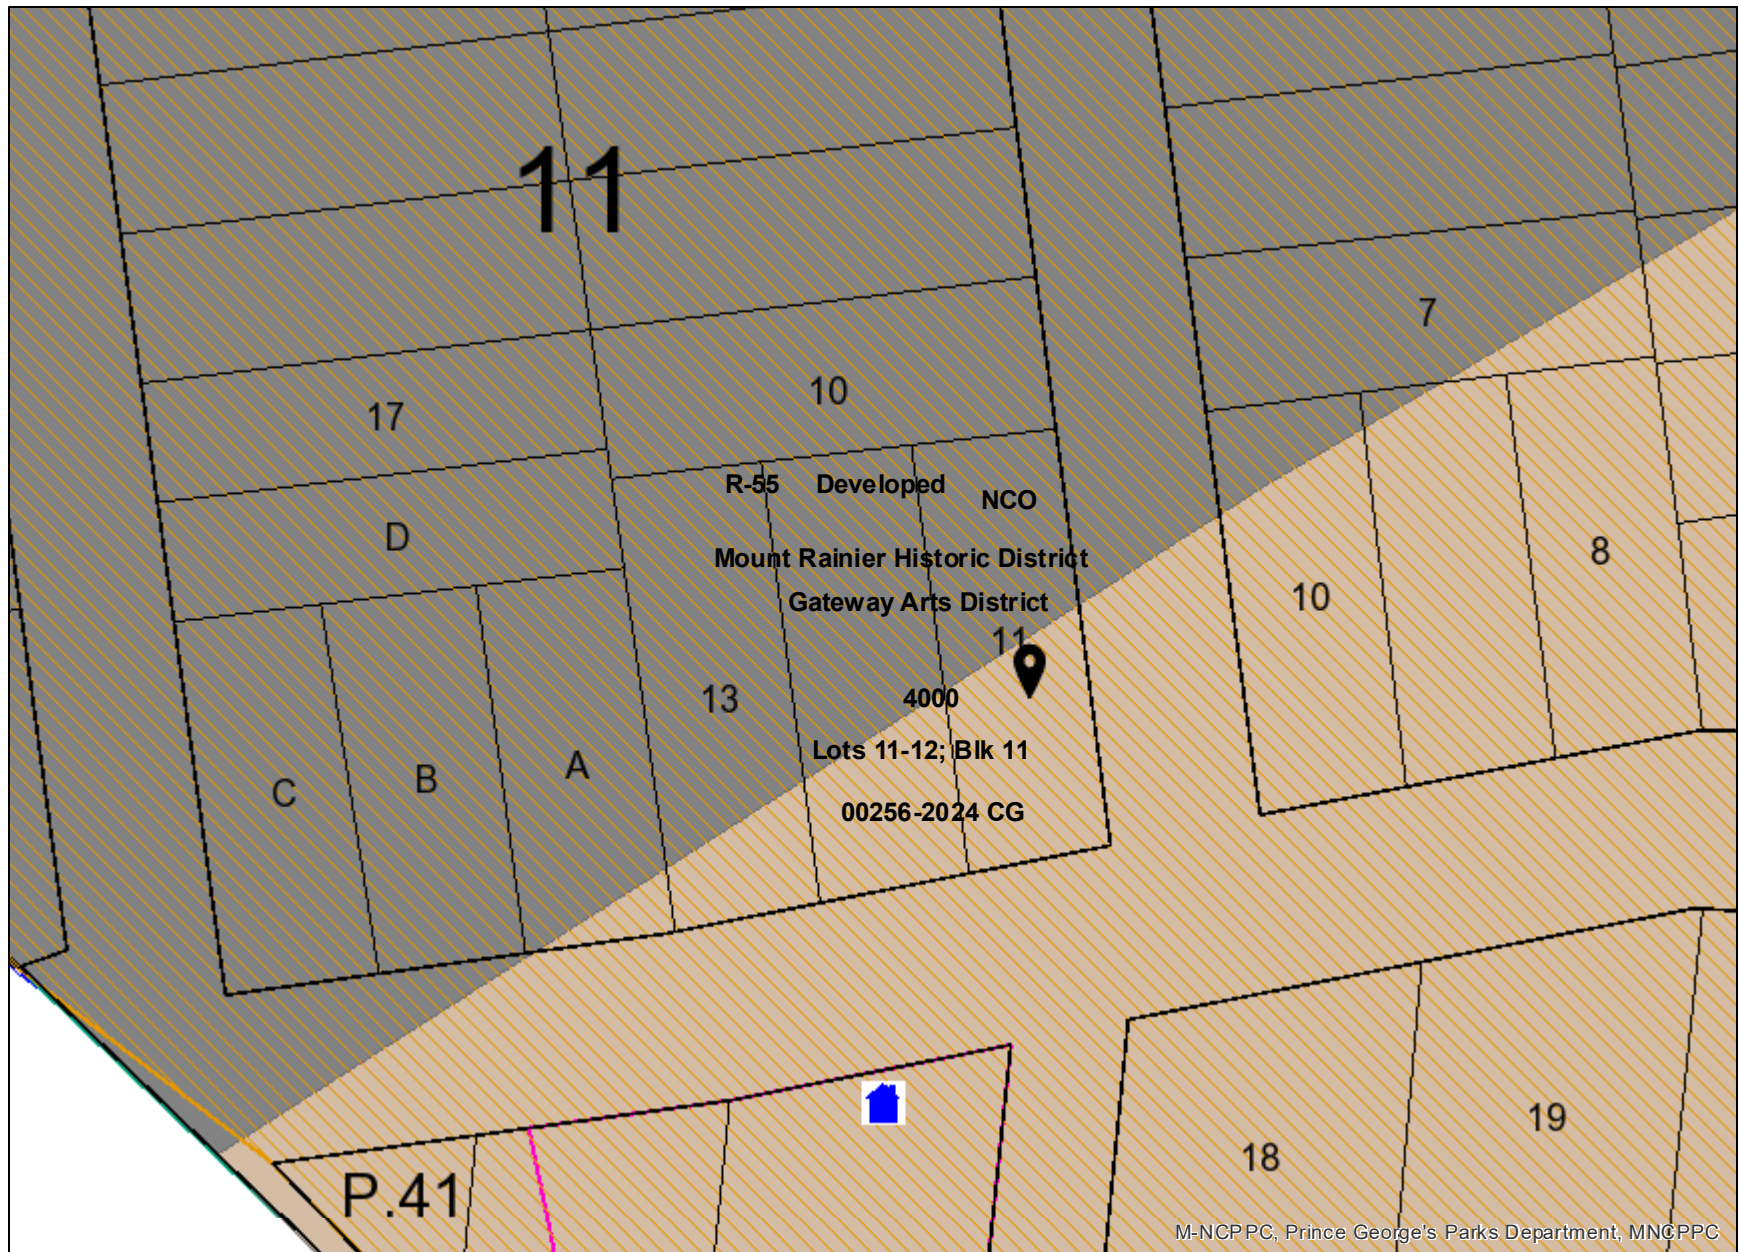 11
7
10
17
R-55 Developed NCO
D
8
Mount Rainier Historic District
10
Gateway Arts District
11
13
4000
Lots 11-12; Blk 11
A
B
C
00256-2024 CG
19
18
P.41
M-NCPPC, Prince George's Parks Department, MNCPPC